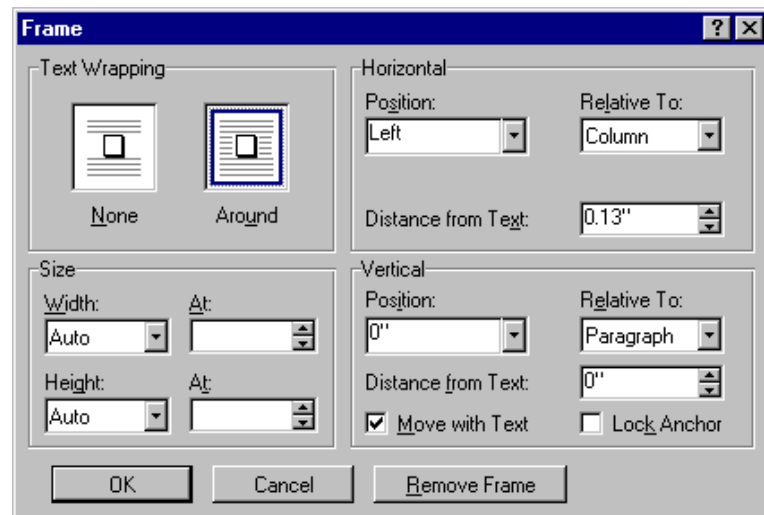 Frame
Text Wrapping
None
Around
Horizontal
Position:
Relative To:
Left
Column
Distance from Text:
0.13"
Size
Width:
At:
Auto
Height:
At:
Auto
Vertical
Position:
Relative To:
0"
Paragraph
Distance from Text:
0"
Move with Text
Lock Anchor
OK
Cancel
Remove Frame